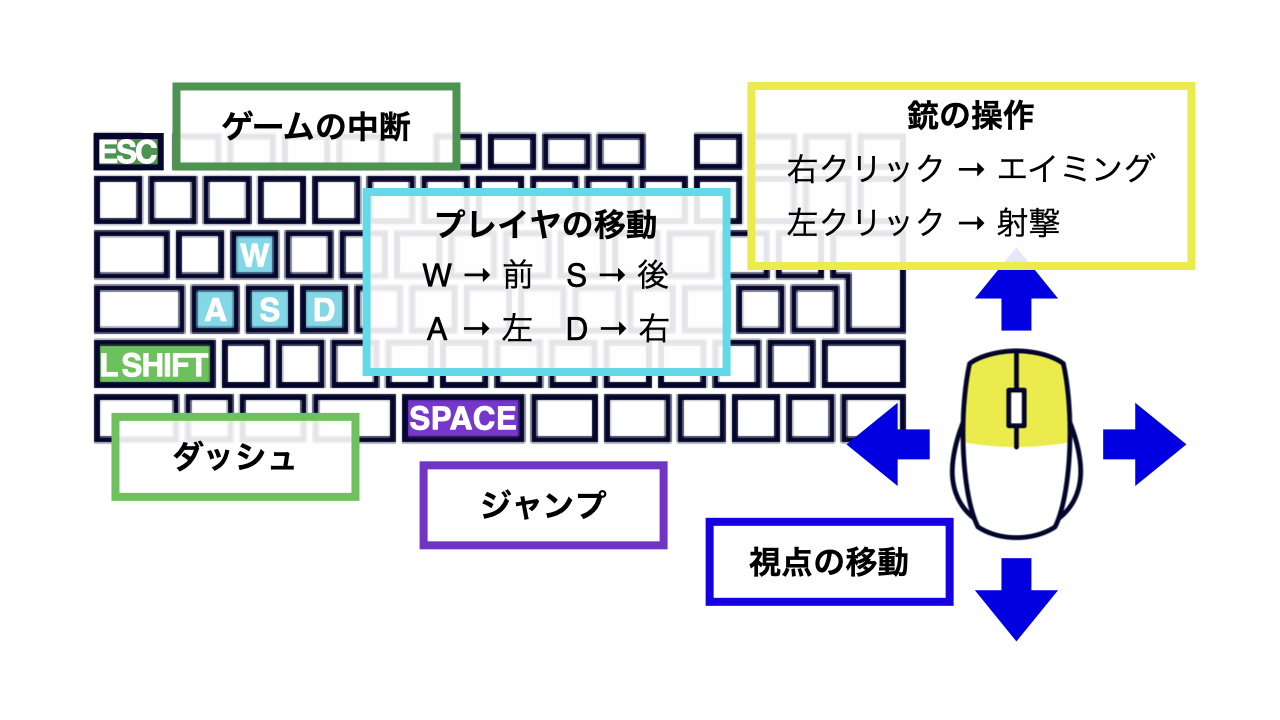 ゲームの中断
銃の操作
右クリック → エイミング
左クリック → 射撃
ESC
プレイヤの移動
W → 前 S → 後
A → 左 D → 右
W
A S D
L SHIFT
SPACE
ダッシュ
ジャンプ
視点の移動